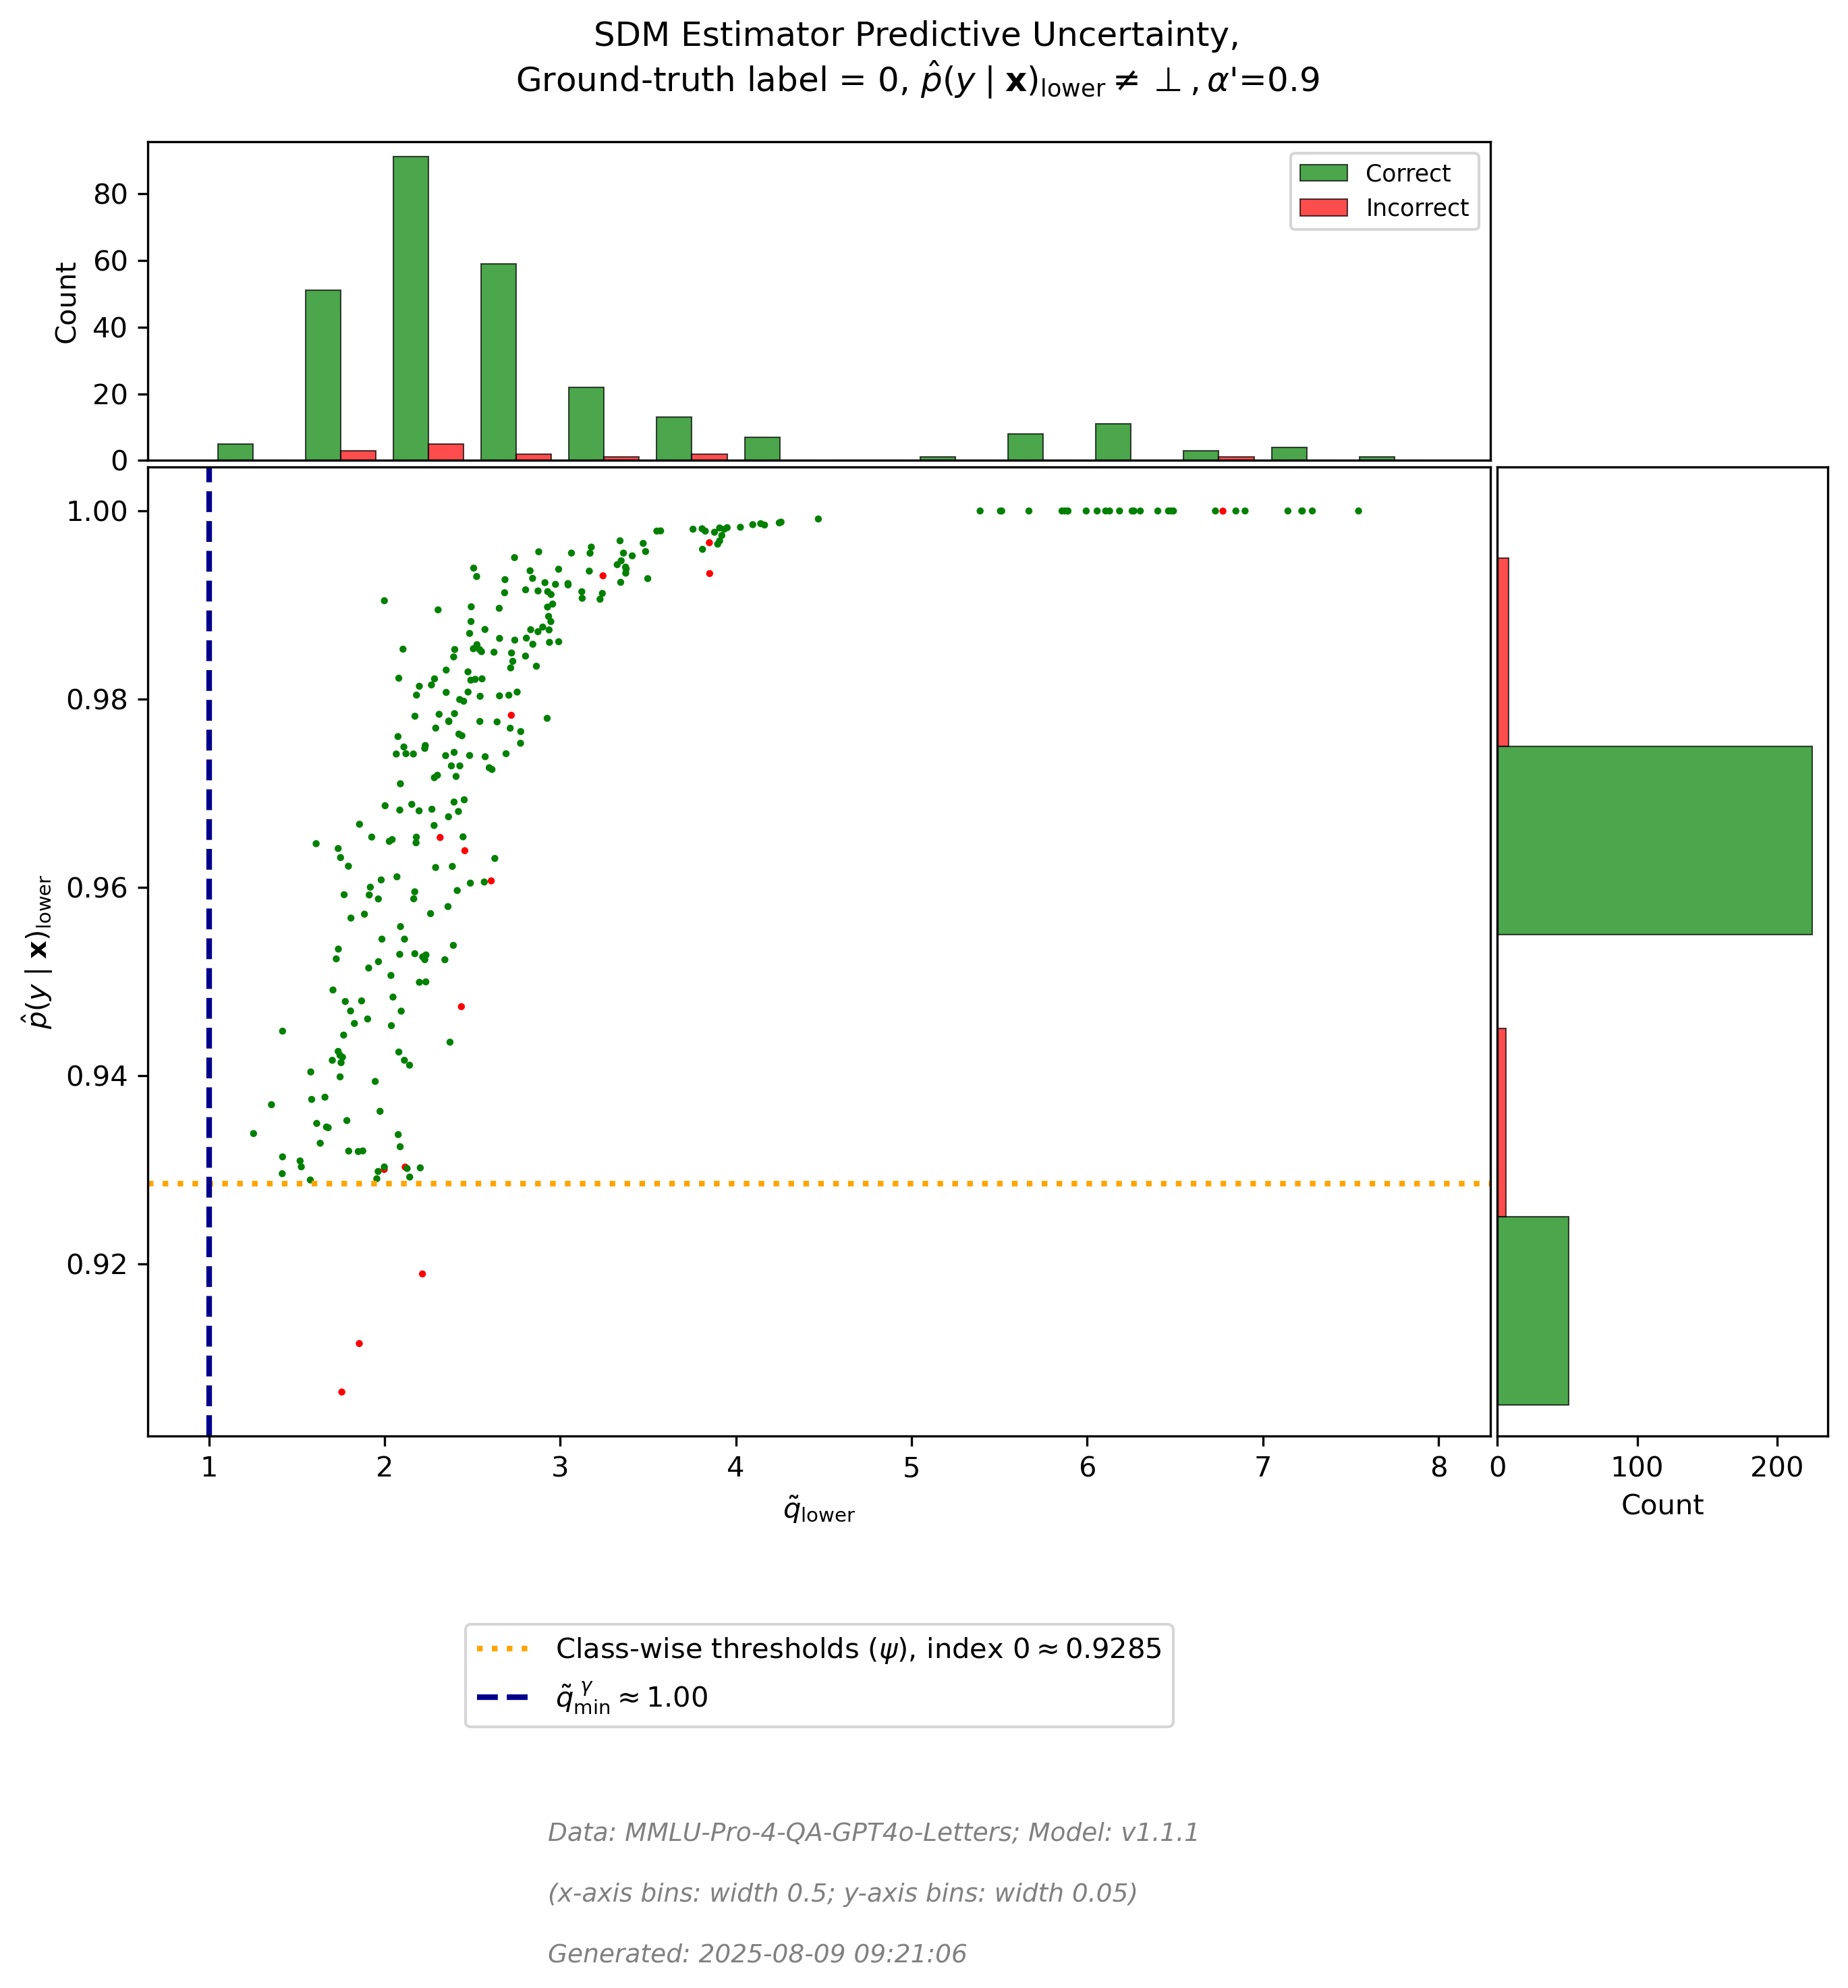 SDM Estimator Predictive Uncertainty,
Ground-truth label = 0, p̂(y | x)lower ≠ ⊥, α'=0.9
Correct
Incorrect
Count
80
60
40
20
0
p̂(y | x)lower
1.00
0.98
0.96
0.94
0.92
1 2 3 4 5 6 7 8
q̃lower
0 100 200
Count
Class-wise thresholds (ψ), index 0 ≈ 0.9285
q̃ᵞmin ≈ 1.00
Data: MMLU-Pro-4-QA-GPT4o-Letters; Model: v1.1.1
(x-axis bins: width 0.5; y-axis bins: width 0.05)
Generated: 2025-08-09 09:21:06